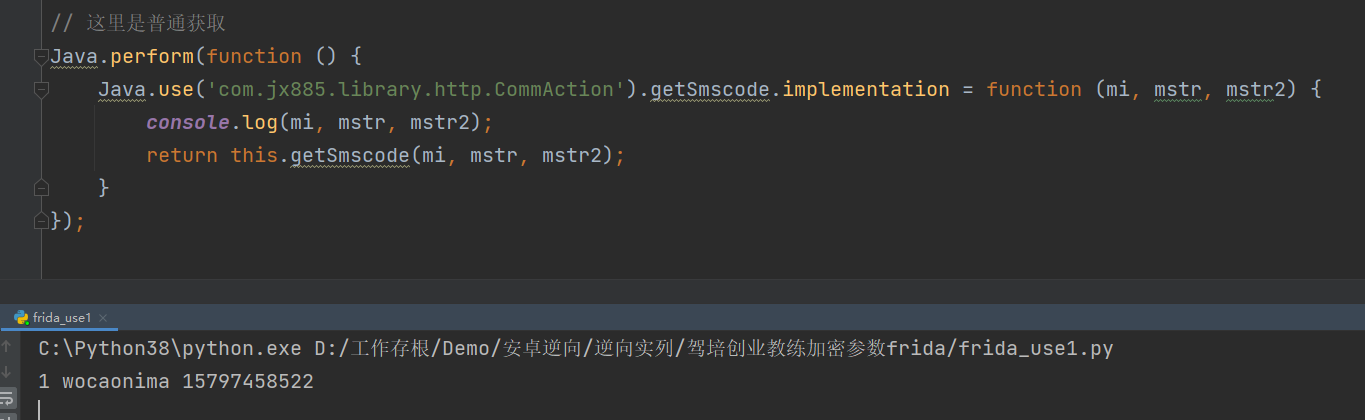 // 这里是普通获取
Java.perform(function () {
Java.use('com.jx885.library.http.CommAction').getSmscode.implementation = function (mi, mstr, mstr2) {
console.log(mi, mstr, mstr2);
return this.getSmscode(mi, mstr, mstr2);
}
});
frida_use1
C:\Python38\python.exe D:/工作存根/Demo/安卓逆向/逆向实列/驾培创业教练加密参数frida/frida_use1.py
1 wocaonima 15797458522